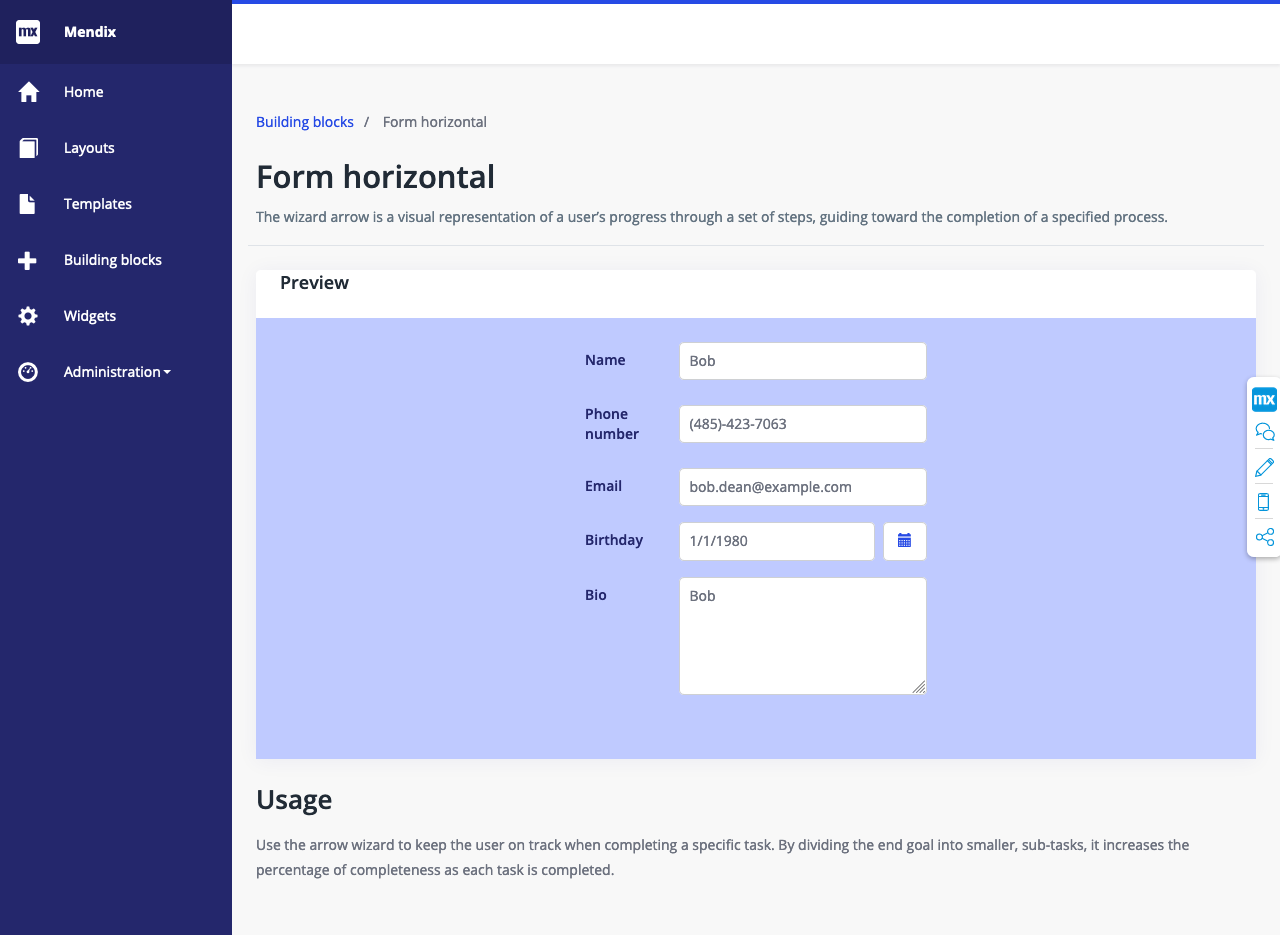 mx Mendix
Home
Layouts
Templates
Building blocks
Widgets
Administration
Building blocks / Form horizontal
Form horizontal
The wizard arrow is a visual representation of a user’s progress through a set of steps, guiding toward the completion of a specified process.
Preview
Name Bob
Phone
number (485)-423-7063
Email bob.dean@example.com
Birthday 1/1/1980
Bio Bob
mx
Usage
Use the arrow wizard to keep the user on track when completing a specific task. By dividing the end goal into smaller, sub-tasks, it increases the
percentage of completeness as each task is completed.